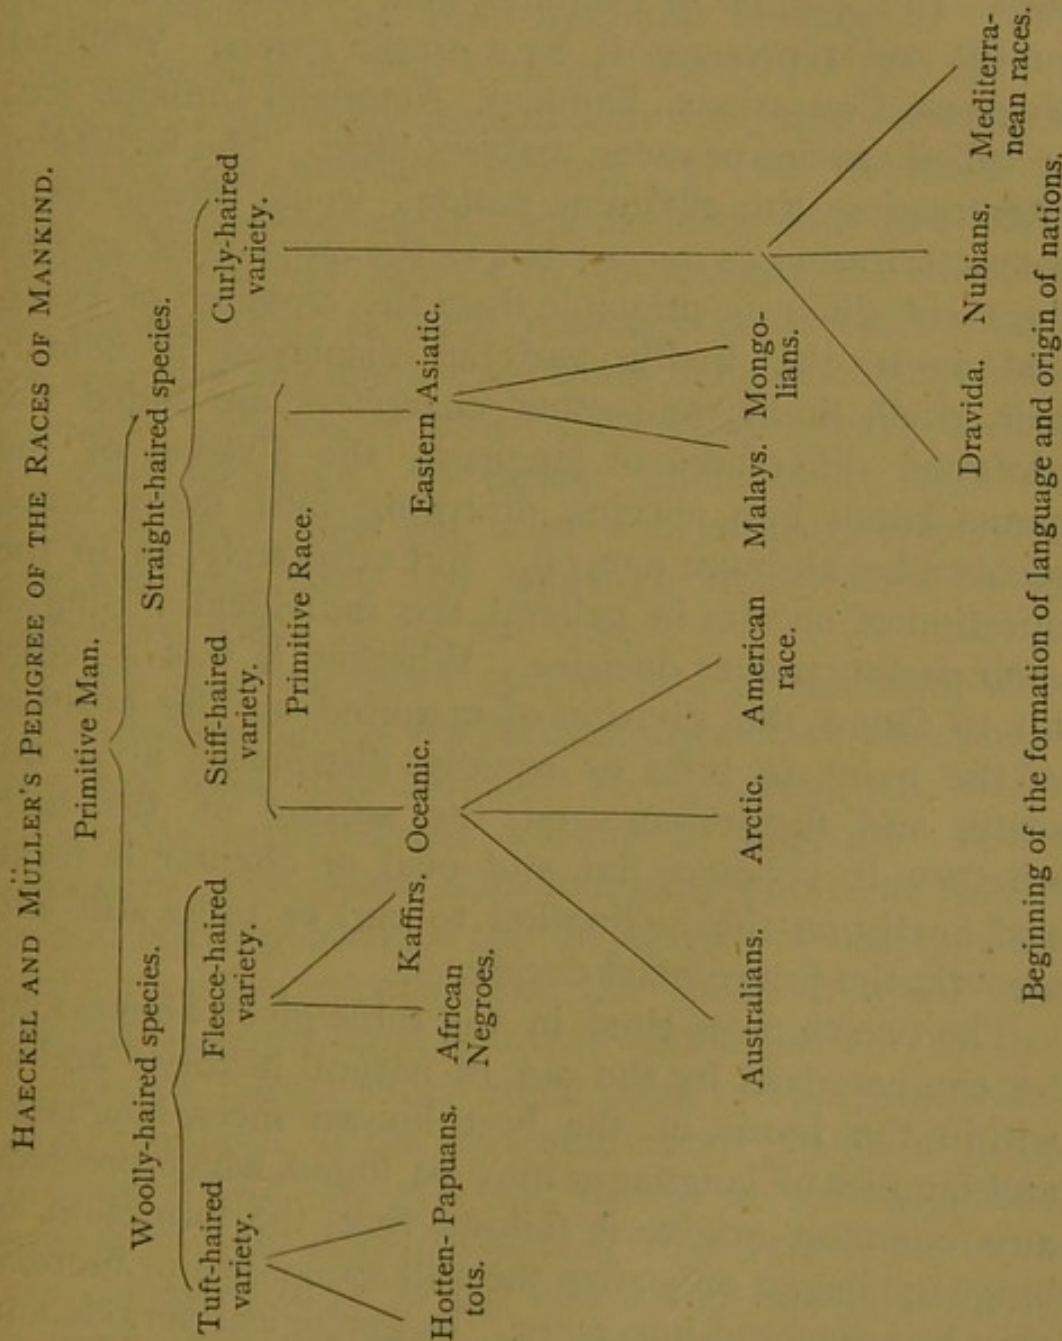 HAECKEL AND MÜLLER'S PEDIGREE OF THE RACES OF MANKIND.
Primitive Man.
Woolly-haired species.
Straight-haired species.
Tuft-haired
variety.
Fleece-haired
variety.
Stiff-haired
variety.
Curly-haired
variety.
Primitive Race.
Hotten-
tots.
Papuans.
African
Negroes.
Kaffirs.
Oceanic.
Eastern Asiatic.
Australians.
Arctic.
American
race.
Malays.
Mongo-
lians.
Dravida.
Nubians.
Mediterra-
nean races.
Beginning of the formation of language and origin of nations.